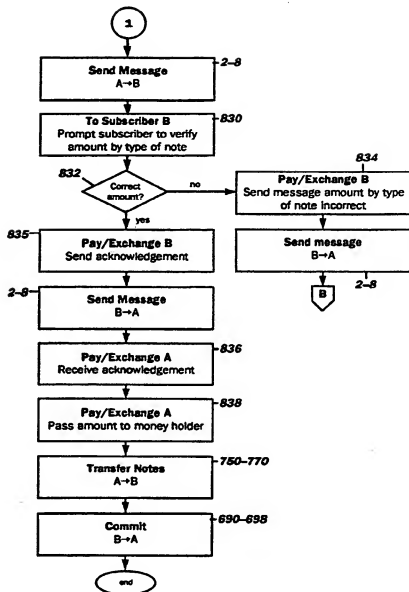 1
Send Message
A→B
2–8
To Subscriber B
Prompt subscriber to verify
amount by type of note
830
832
Correct
amount?
no
yes
834
Pay/Exchange B
Send message amount by type
of note incorrect
Send message
B→A
2–8
B
835
Pay/Exchange B
Send acknowledgement
2–8
Send Message
B→A
Pay/Exchange A
Receive acknowledgement
836
Pay/Exchange A
Pass amount to money holder
838
Transfer Notes
A→B
750–770
Commit
B→A
690–698
end